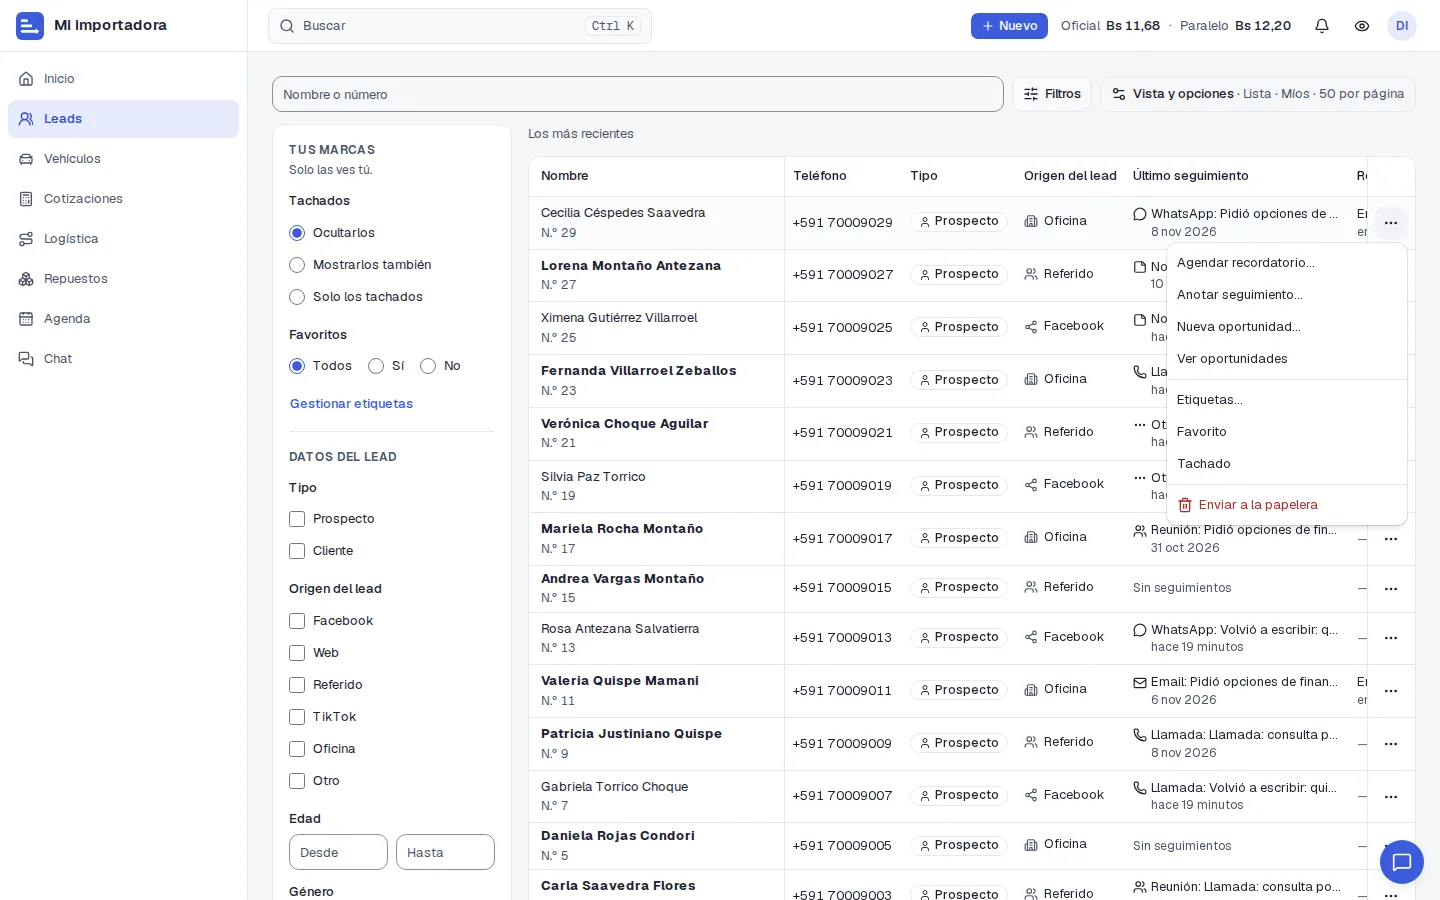 Mi Importadora
Buscar
Ctrl K
Nuevo
Oficial Bs 11,68 · Paralelo Bs 12,20
DI
Inicio
Leads
Vehículos
Cotizaciones
Logística
Repuestos
Agenda
Chat
Nombre o número
Filtros
Vista y opciones · Lista · Míos · 50 por página
TUS MARCAS
Solo las ves tú.
Tachados
Ocultarlos
Mostrarlos también
Solo los tachados
Favoritos
Todos Sí No
Gestionar etiquetas
DATOS DEL LEAD
Tipo
Prospecto
Cliente
Origen del lead
Facebook
Web
Referido
TikTok
Oficina
Otro
Edad
Desde Hasta
Género
Los más recientes
Nombre Teléfono Tipo Origen del lead Último seguimiento
Cecilia Céspedes Saavedra
N.º 29
+591 70009029 Prospecto Oficina
WhatsApp: Pidió opciones de ...
8 nov 2026
Lorena Montaño Antezana
N.º 27
+591 70009027 Prospecto Referido
No
10
Ximena Gutiérrez Villarroel
N.º 25
+591 70009025 Prospecto Facebook
No
hac
Fernanda Villarroel Zeballos
N.º 23
+591 70009023 Prospecto Oficina
Lla
hac
Verónica Choque Aguilar
N.º 21
+591 70009021 Prospecto Referido
Ot
hac
Silvia Paz Torrico
N.º 19
+591 70009019 Prospecto Facebook
Ot
hac
Agendar recordatorio...
Anotar seguimiento...
Nueva oportunidad...
Ver oportunidades
Etiquetas...
Favorito
Tachado
Enviar a la papelera
Mariela Rocha Montaño
N.º 17
+591 70009017 Prospecto Oficina
Reunión: Pidió opciones de fin...
31 oct 2026
—
Andrea Vargas Montaño
N.º 15
+591 70009015 Prospecto Referido
Sin seguimientos
—
Rosa Antezana Salvatierra
N.º 13
+591 70009013 Prospecto Facebook
WhatsApp: Volvió a escribir: q...
hace 19 minutos
—
Valeria Quispe Mamani
N.º 11
+591 70009011 Prospecto Oficina
Email: Pidió opciones de finan...
6 nov 2026
Patricia Justiniano Quispe
N.º 9
+591 70009009 Prospecto Referido
Llamada: Llamada: consulta p...
8 nov 2026
—
Gabriela Torrico Choque
N.º 7
+591 70009007 Prospecto Facebook
Llamada: Volvió a escribir: qui...
hace 19 minutos
—
Daniela Rojas Condori
N.º 5
+591 70009005 Prospecto Oficina
Sin seguimientos
—
Carla Saavedra Flores
+591 70009003 Prospecto Referido
Reunión: Llamada: consulta po...